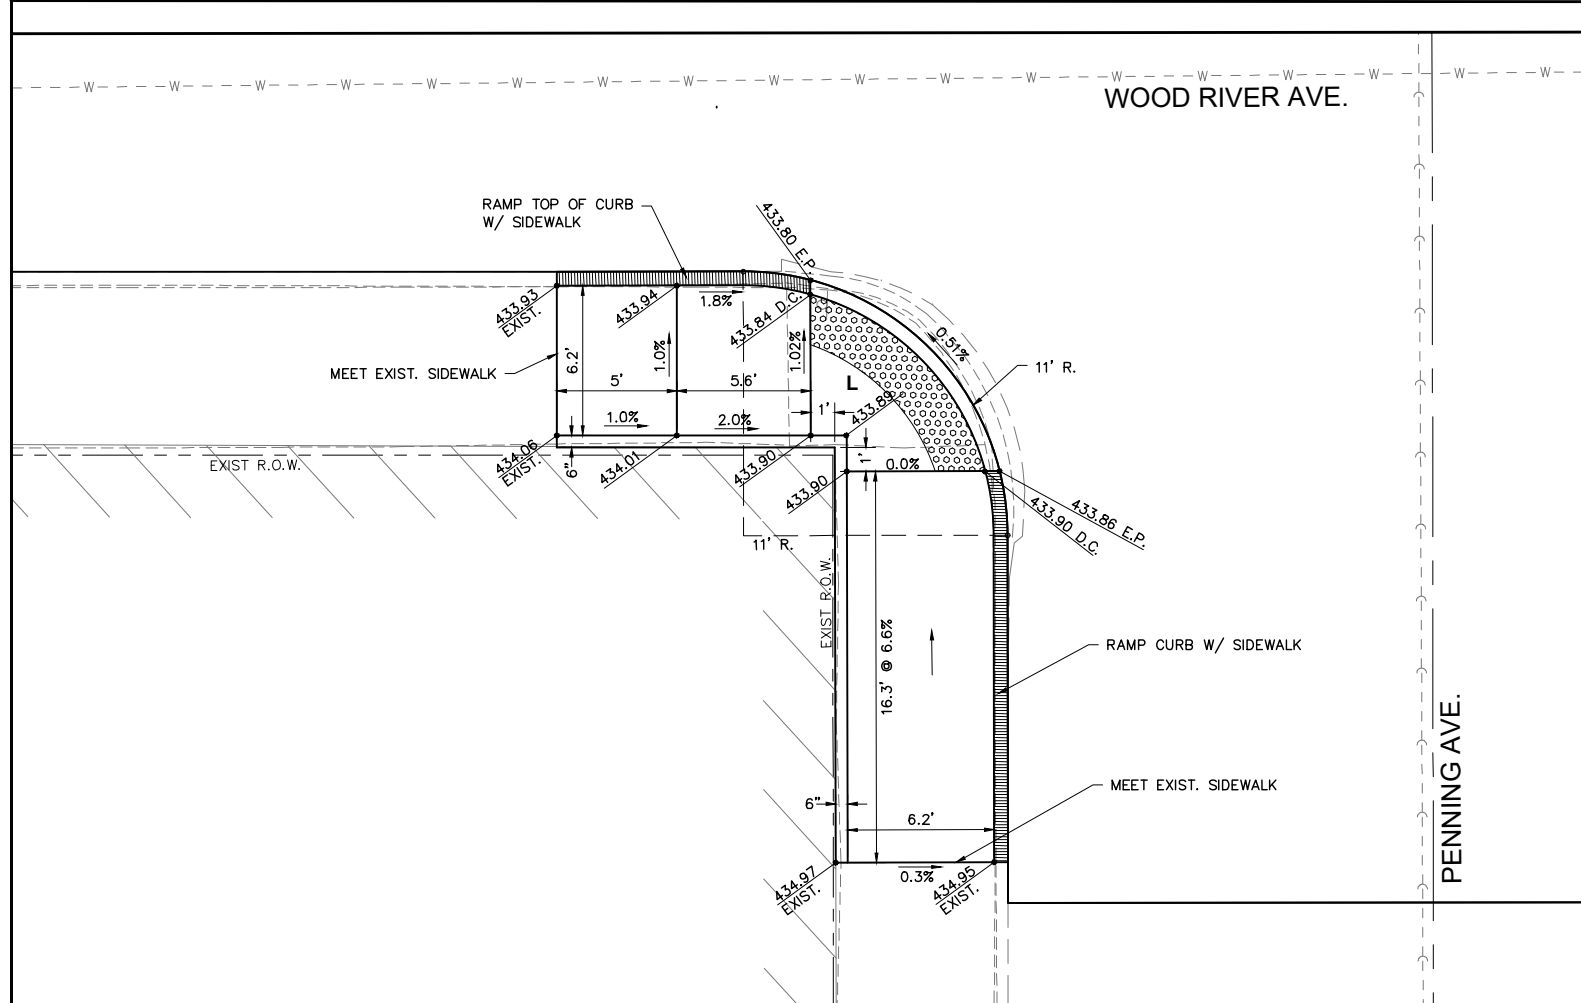 W W W W W W W W W W W W W W W W W W
WOOD RIVER AVE.
RAMP TOP OF CURB
W/ SIDEWALK
433.80 E.P.
433.93
EXIST.
433.94
1.8%
433.84 D.C.
0.51%
11' R.
MEET EXIST. SIDEWALK
6.2'
1.0%
1.02%
5'
5.6'
L
1.0%
2.0%
1'
433.89
434.06
EXIST.
6"
434.01
433.90
433.90
1'
0.0%
EXIST R.O.W.
433.86 E.P.
433.90 D.C.
11' R.
EXIST R.O.W.
16.3' @ 6.6%
RAMP CURB W/ SIDEWALK
MEET EXIST. SIDEWALK
6"
6.2'
0.3%
434.97
EXIST.
434.95
EXIST.
PENNING AVE.